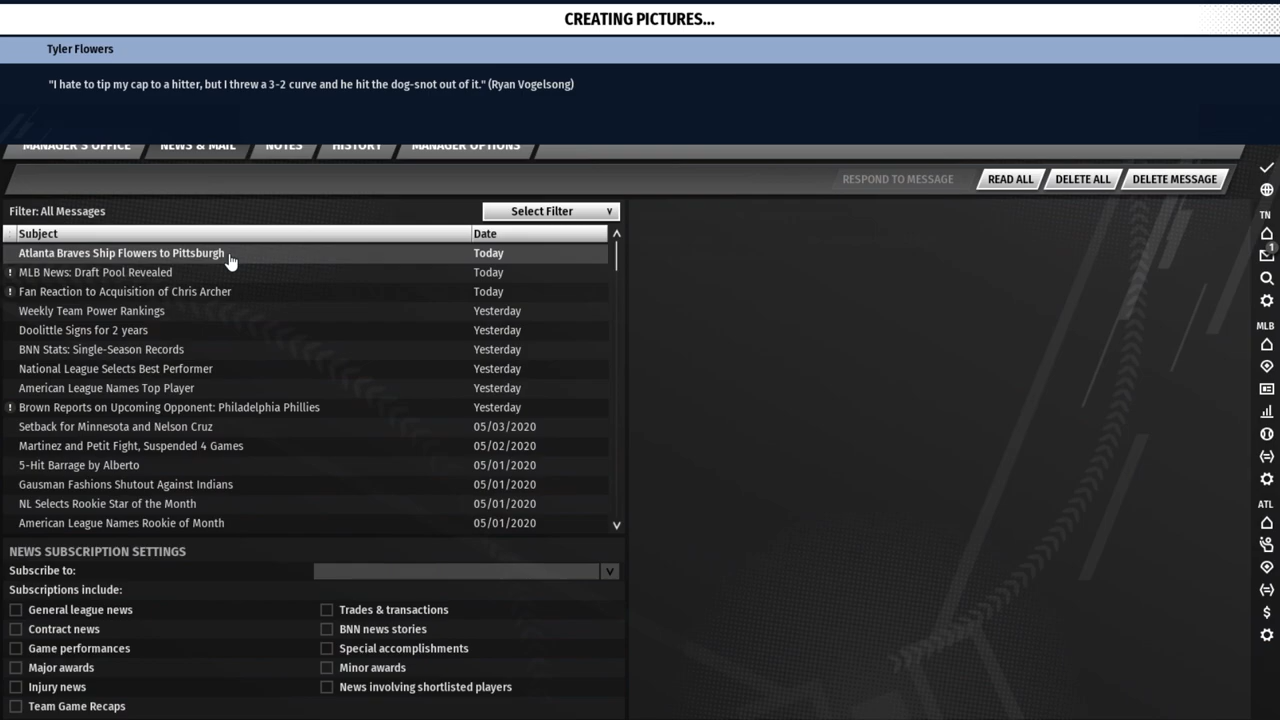 CREATING PICTURES...
Tyler Flowers
"I hate to tip my cap to a hitter, but I threw a 3-2 curve and he hit the dog-snot out of it." (Ryan Vogelsong)
MANAGER'S OFFICE NEWS & MAIL NOTES HISTORY MANAGER OPTIONS
RESPOND TO MESSAGE READ ALL DELETE ALL DELETE MESSAGE
Filter: All Messages Select Filter
Subject Date
Atlanta Braves Ship Flowers to Pittsburgh Today
! MLB News: Draft Pool Revealed Today
! Fan Reaction to Acquisition of Chris Archer Today
Weekly Team Power Rankings Yesterday
Doolittle Signs for 2 years Yesterday
BNN Stats: Single-Season Records Yesterday
National League Selects Best Performer Yesterday
American League Names Top Player Yesterday
! Brown Reports on Upcoming Opponent: Philadelphia Phillies Yesterday
Setback for Minnesota and Nelson Cruz 05/03/2020
Martinez and Petit Fight, Suspended 4 Games 05/02/2020
5-Hit Barrage by Alberto 05/01/2020
Gausman Fashions Shutout Against Indians 05/01/2020
NL Selects Rookie Star of the Month 05/01/2020
American League Names Rookie of Month 05/01/2020
NEWS SUBSCRIPTION SETTINGS
Subscribe to:
Subscriptions include:
General league news Trades & transactions
Contract news BNN news stories
Game performances Special accomplishments
Major awards Minor awards
Injury news News involving shortlisted players
Team Game Recaps
TN
1
MLB
ATL
$